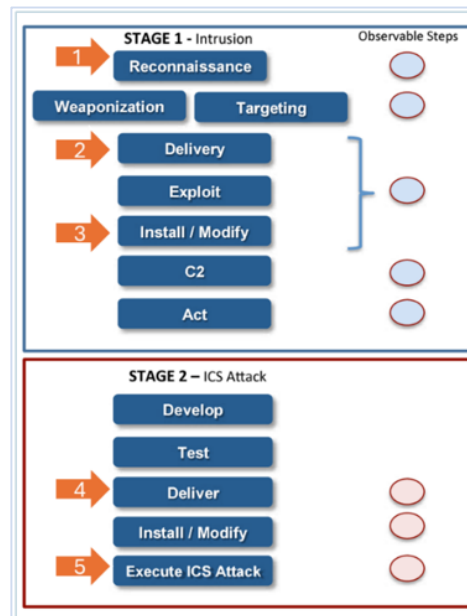 STAGE 1 - Intrusion Observable Steps
1 Reconnaissance
Weaponization Targeting
2 Delivery
Exploit
3 Install / Modify
C2
Act
STAGE 2 – ICS Attack
Develop
Test
4 Deliver
Install / Modify
5 Execute ICS Attack